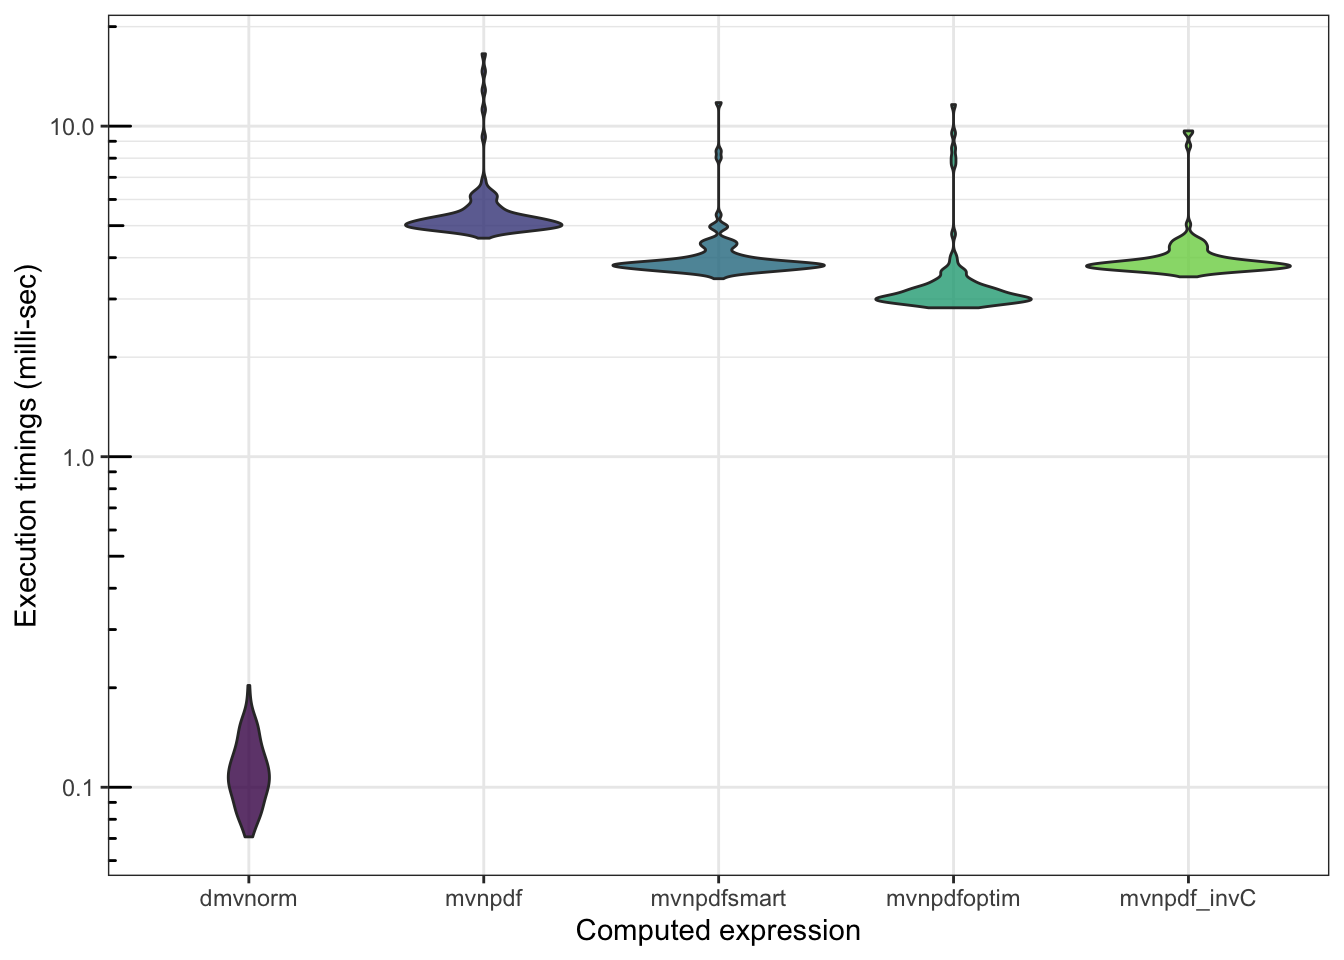 Execution timings (milli-sec)
10.0
1.0
0.1
dmvnorm mvnpdf mvnpdfsmart mvnpdfoptim mvnpdf_invC
Computed expression